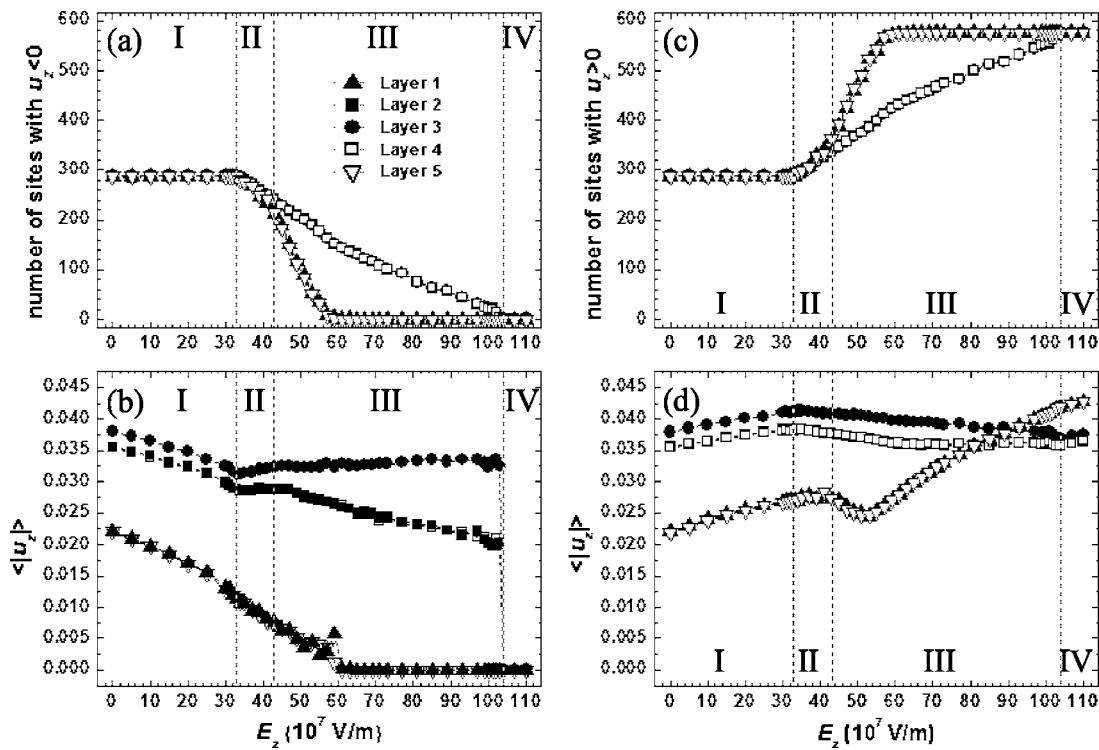 (a) I II III IV
number of sites with u_z<0
600
500
400
300
200
100
0
Layer 1
Layer 2
Layer 3
Layer 4
Layer 5
0 10 20 30 40 50 60 70 80 90 100 110
(c)
number of sites with u_z>0
600
500
400
300
200
100
0
I II III IV
0 10 20 30 40 50 60 70 80 90 100 110
(b) I II III IV
<|u_z|>
0.045
0.040
0.035
0.030
0.025
0.020
0.015
0.010
0.005
0.000
0 10 20 30 40 50 60 70 80 90 100 110
E_z {10^7 V/m}
(d)
<|u_z|>
0.045
0.040
0.035
0.030
0.025
0.020
0.015
0.010
0.005
0.000
I II III IV
0 10 20 30 40 50 60 70 80 90 100 110
E_z (10^7 V/m)